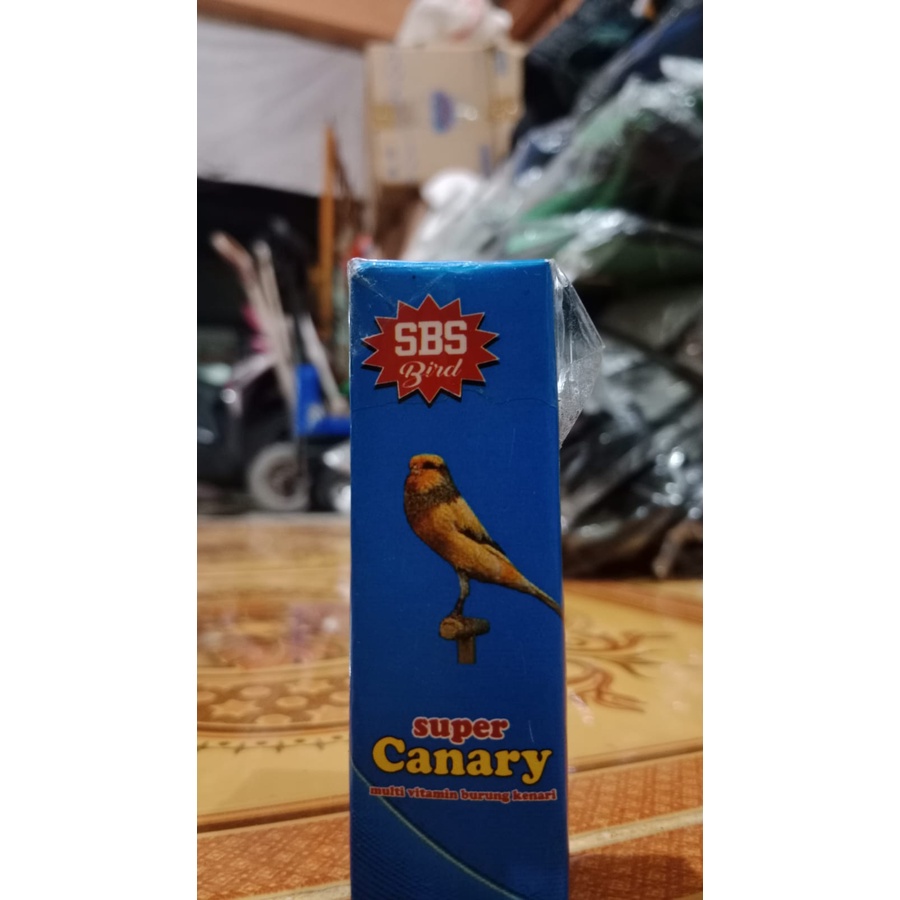 SBS
Bird
super
Canary
multi vitamin burung kenari